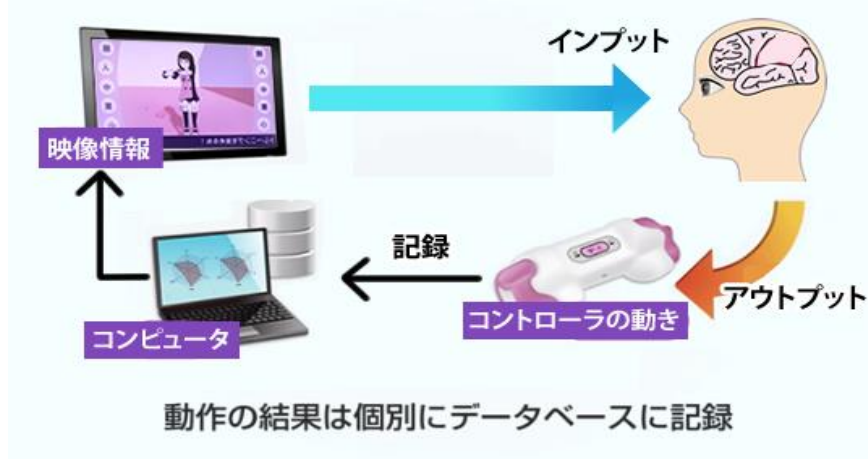 インプット
映像情報
記録
アウトプット
コントローラの動き
コンピュータ
動作の結果は個別にデータベースに記録